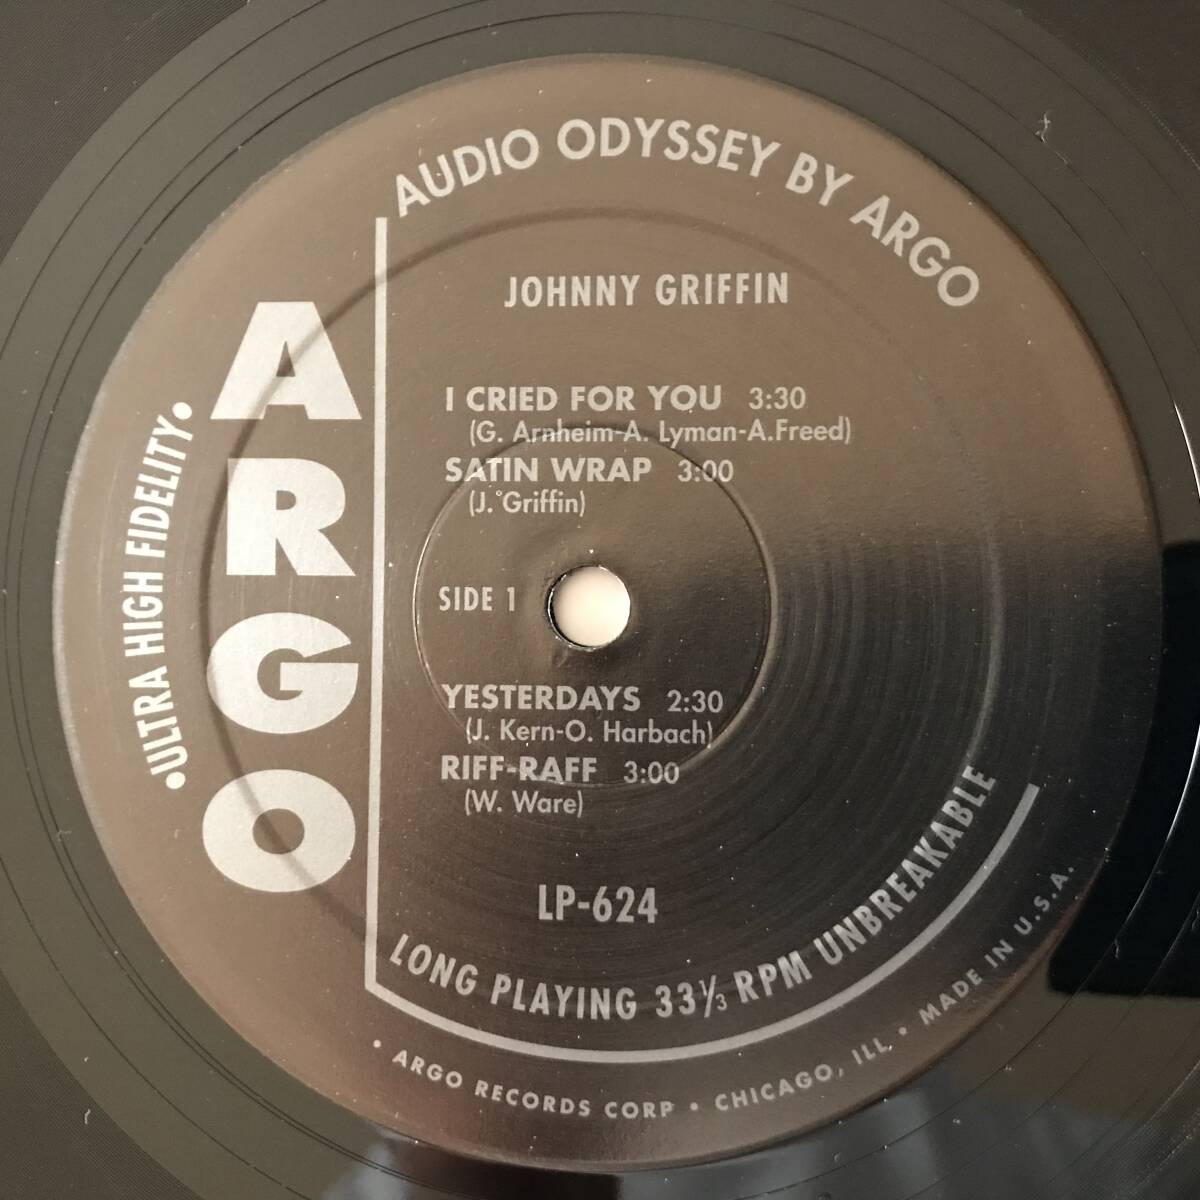 AUDIO ODYSSEY BY ARGO
•ULTRA HIGH FIDELITY•
ARGO
JOHNNY GRIFFIN
I CRIED FOR YOU 3:30
(G. Arnheim-A. Lyman-A.Freed)
SATIN WRAP 3:00
(J. Griffin)
SIDE 1
YESTERDAYS 2:30
(J. Kern-O. Harbach)
RIFF-RAFF 3:00
(W. Ware)
LP-624
LONG PLAYING 33⅓ RPM UNBREAKABLE
• ARGO RECORDS CORP • CHICAGO, ILL. • MADE IN U.S.A.